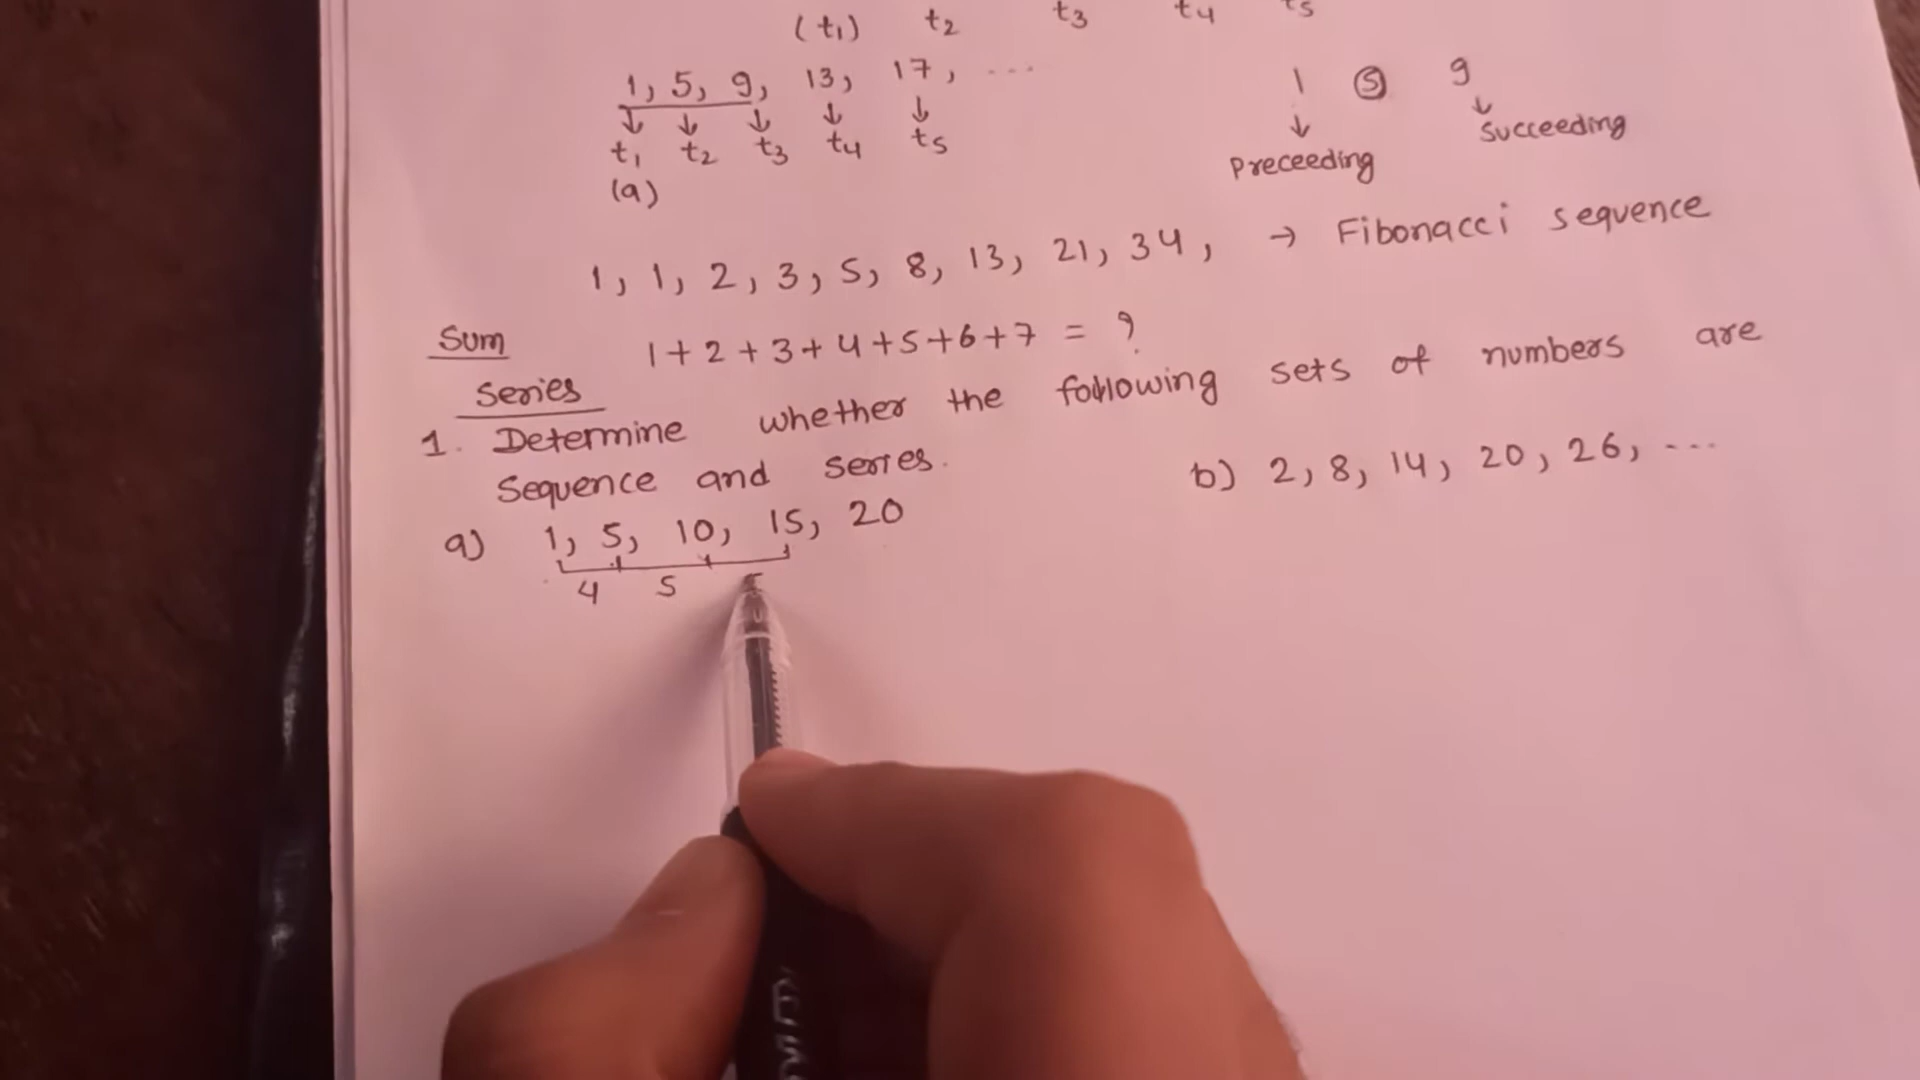 (t₁) t₂ t₃ t₄ t₅
1, 5, 9, 13, 17, ...
↓ ↓ ↓ ↓ ↓
t₁ t₂ t₃ t₄ t₅
(a)
1 ⑤ 9
↓ ↓
Preceeding Succeeding
1, 1, 2, 3, 5, 8, 13, 21, 34, → Fibonacci sequence
Sum 1+2+3+4+5+6+7 = ?
Series
1. Determine whether the following sets of numbers are
Sequence and series.
a) 1, 5, 10, 15, 20 b) 2, 8, 14, 20, 26, ...
4 5